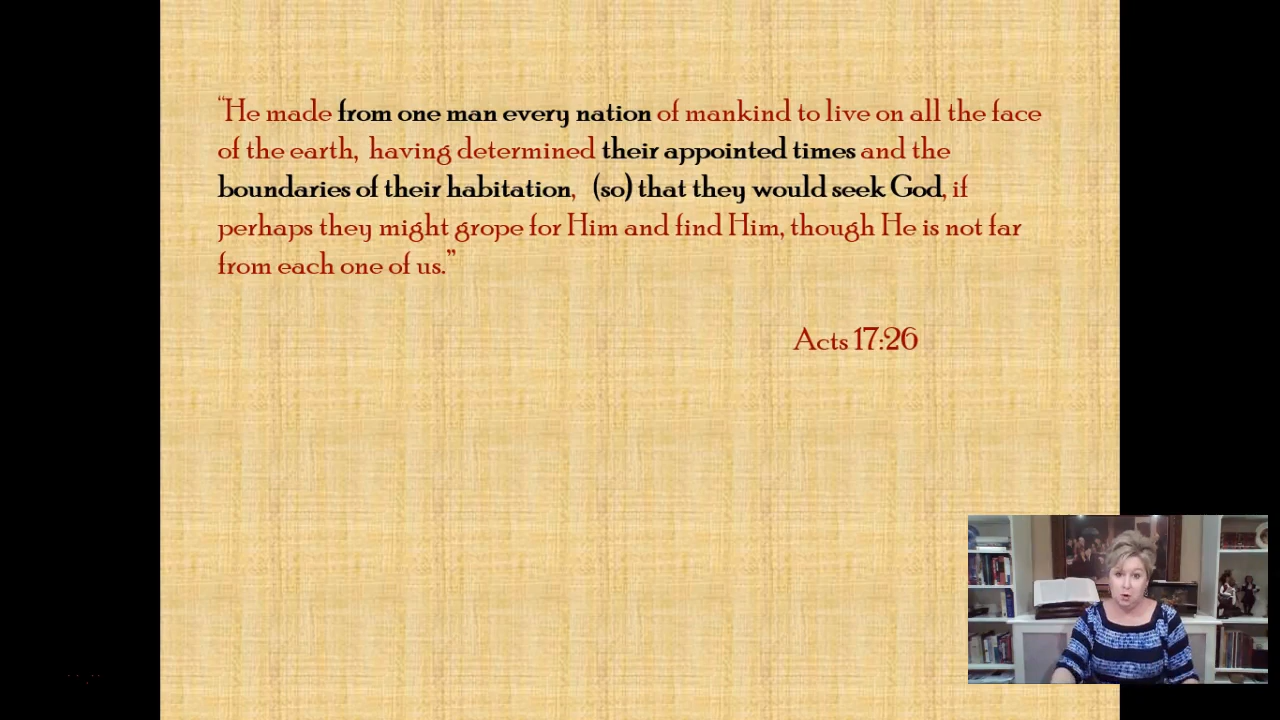 “He made from one man every nation of mankind to live on all the face
of the earth, having determined their appointed times and the
boundaries of their habitation, (so) that they would seek God, if
perhaps they might grope for Him and find Him, though He is not far
from each one of us.”
Acts 17:26